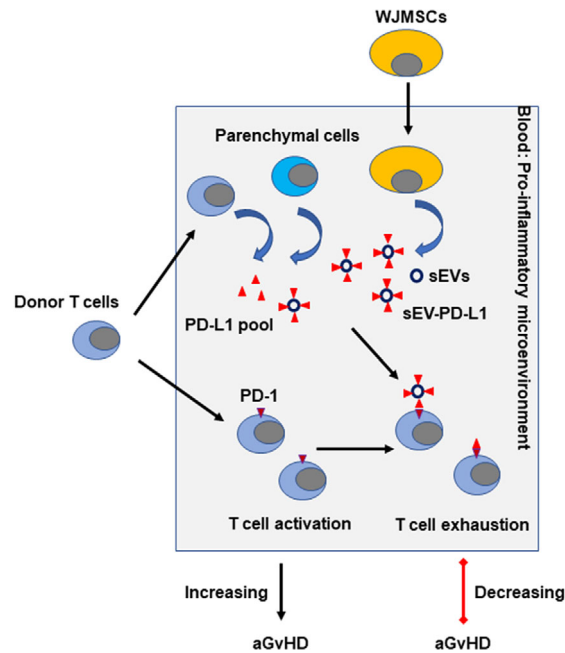 WJMSCs
Blood: Pro-inflammatory microenvironment
Parenchymal cells
sEVs
sEV-PD-L1
PD-L1 pool
Donor T cells
PD-1
T cell activation
T cell exhaustion
Increasing
Decreasing
aGvHD
aGvHD